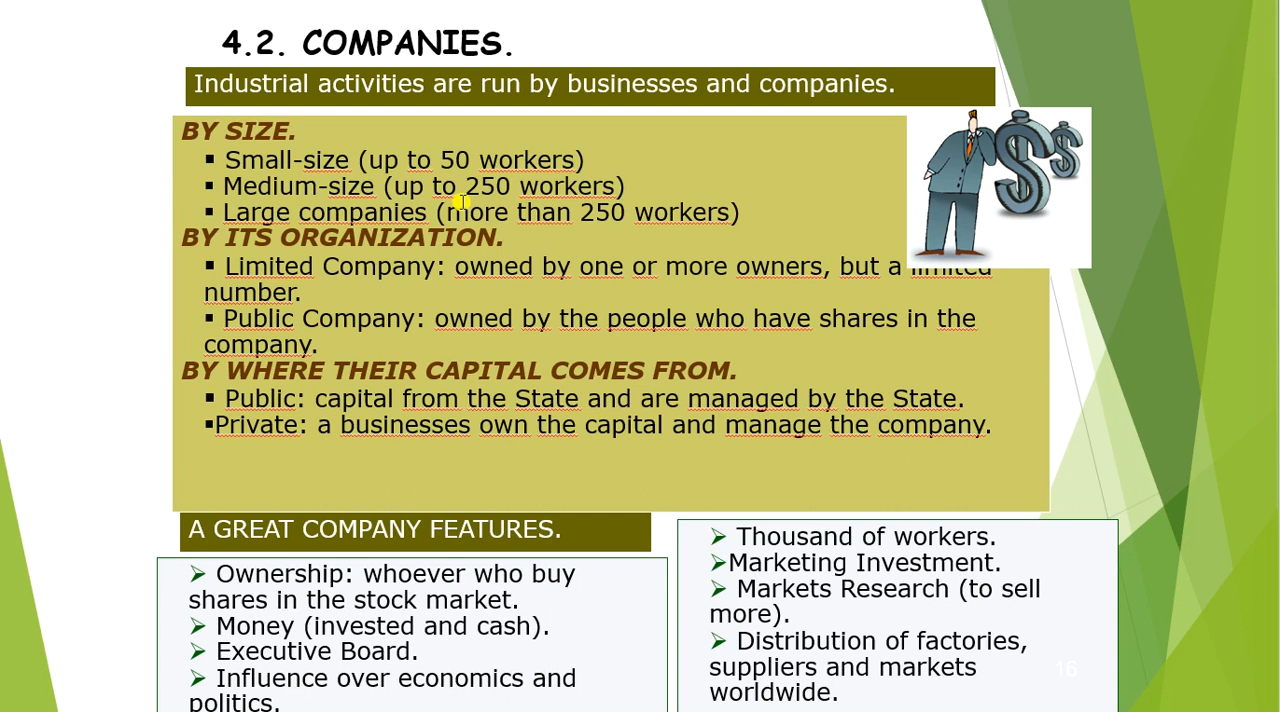 4.2. COMPANIES.
Industrial activities are run by businesses and companies.
BY SIZE.
▪ Small-size (up to 50 workers)
▪ Medium-size (up to 250 workers)
▪ Large companies (more than 250 workers)
BY ITS ORGANIZATION.
▪ Limited Company: owned by one or more owners, but a limited
number.
▪ Public Company: owned by the people who have shares in the
company.
BY WHERE THEIR CAPITAL COMES FROM.
▪ Public: capital from the State and are managed by the State.
▪Private: a businesses own the capital and manage the company.
A GREAT COMPANY FEATURES.
➢ Ownership: whoever who buy
shares in the stock market.
➢ Money (invested and cash).
➢ Executive Board.
➢ Influence over economics and
politics.
➢ Thousand of workers.
➢Marketing Investment.
➢ Markets Research (to sell
more).
➢ Distribution of factories,
suppliers and markets
worldwide.
16